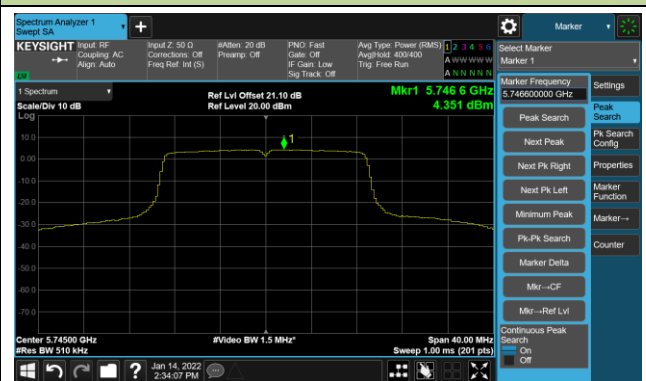 Spectrum Analyzer 1
Swept SA
+
Marker
KEYSIGHT
Input: RF
Coupling: AC
Align: Auto
Input Z: 50 Ω
Corrections: Off
Freq Ref: Int (S)
#Atten: 20 dB
Preamp: Off
PNO: Fast
Gate: Off
IF Gain: Low
Sig Track: Off
Avg Type: Power (RMS)
Avg|Hold: 400/400
Trig: Free Run
1 2 3 4 5 6
A W W W W W
A N N N N N
Select Marker
Marker 1
1 Spectrum
Scale/Div 10 dB
Log
Ref Lvl Offset 21.10 dB
Ref Level 20.00 dBm
Mkr1 5.746 6 GHz
4.351 dBm
1
10.0
0.00
-10.0
-20.0
-30.0
-40.0
-50.0
-60.0
-70.0
Center 5.74500 GHz
#Res BW 510 kHz
#Video BW 1.5 MHz*
Span 40.00 MHz
Sweep 1.00 ms (201 pts)
Marker Frequency
5.746600000 GHz
Peak Search
Next Peak
Next Pk Right
Next Pk Left
Minimum Peak
Pk-Pk Search
Marker Delta
Mkr→CF
Mkr→Ref Lvl
Continuous Peak
Search
On
Off
Settings
Peak
Search
Pk Search
Config
Properties
Marker
Function
Marker→
Counter
?
Jan 14, 2022
2:34:07 PM